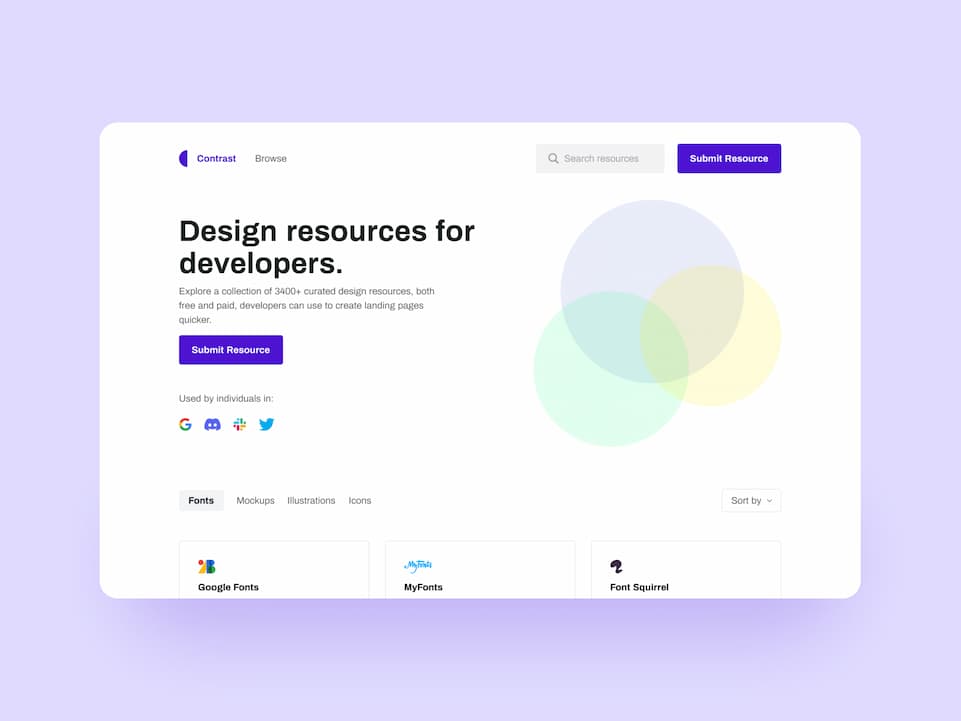 Contrast
Browse
Search resources
Submit Resource
Design resources for
developers.
Explore a collection of 3400+ curated design resources, both
free and paid, developers can use to create landing pages
quicker.
Submit Resource
Used by individuals in:
Fonts
Mockups
Illustrations
Icons
Sort by
MyFonts
Google Fonts
MyFonts
Font Squirrel